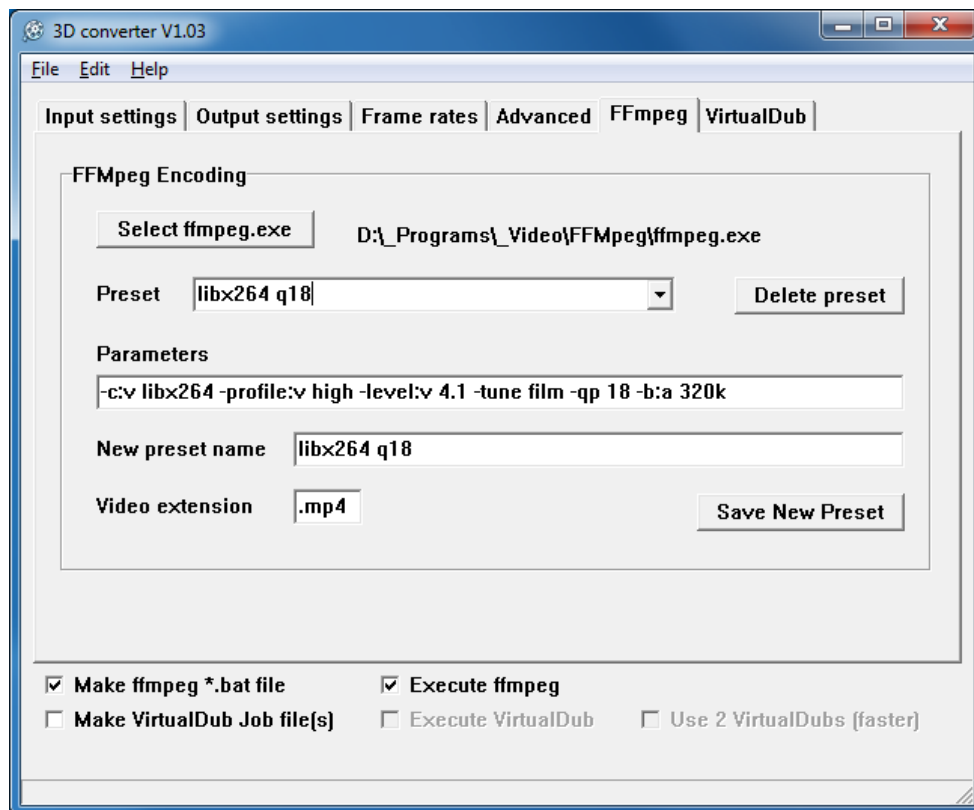 3D converter V1.03
File Edit Help
Input settings Output settings Frame rates Advanced FFmpeg VirtualDub
FFMpeg Encoding
Select ffmpeg.exe D:\_Programs\_Video\FFMpeg\ffmpeg.exe
Preset libx264 q18 Delete preset
Parameters
-c:v libx264 -profile:v high -level:v 4.1 -tune film -qp 18 -b:a 320k
New preset name libx264 q18
Video extension .mp4 Save New Preset
Make ffmpeg *.bat file Execute ffmpeg
Make VirtualDub Job file(s) Execute VirtualDub Use 2 VirtualDubs (faster)